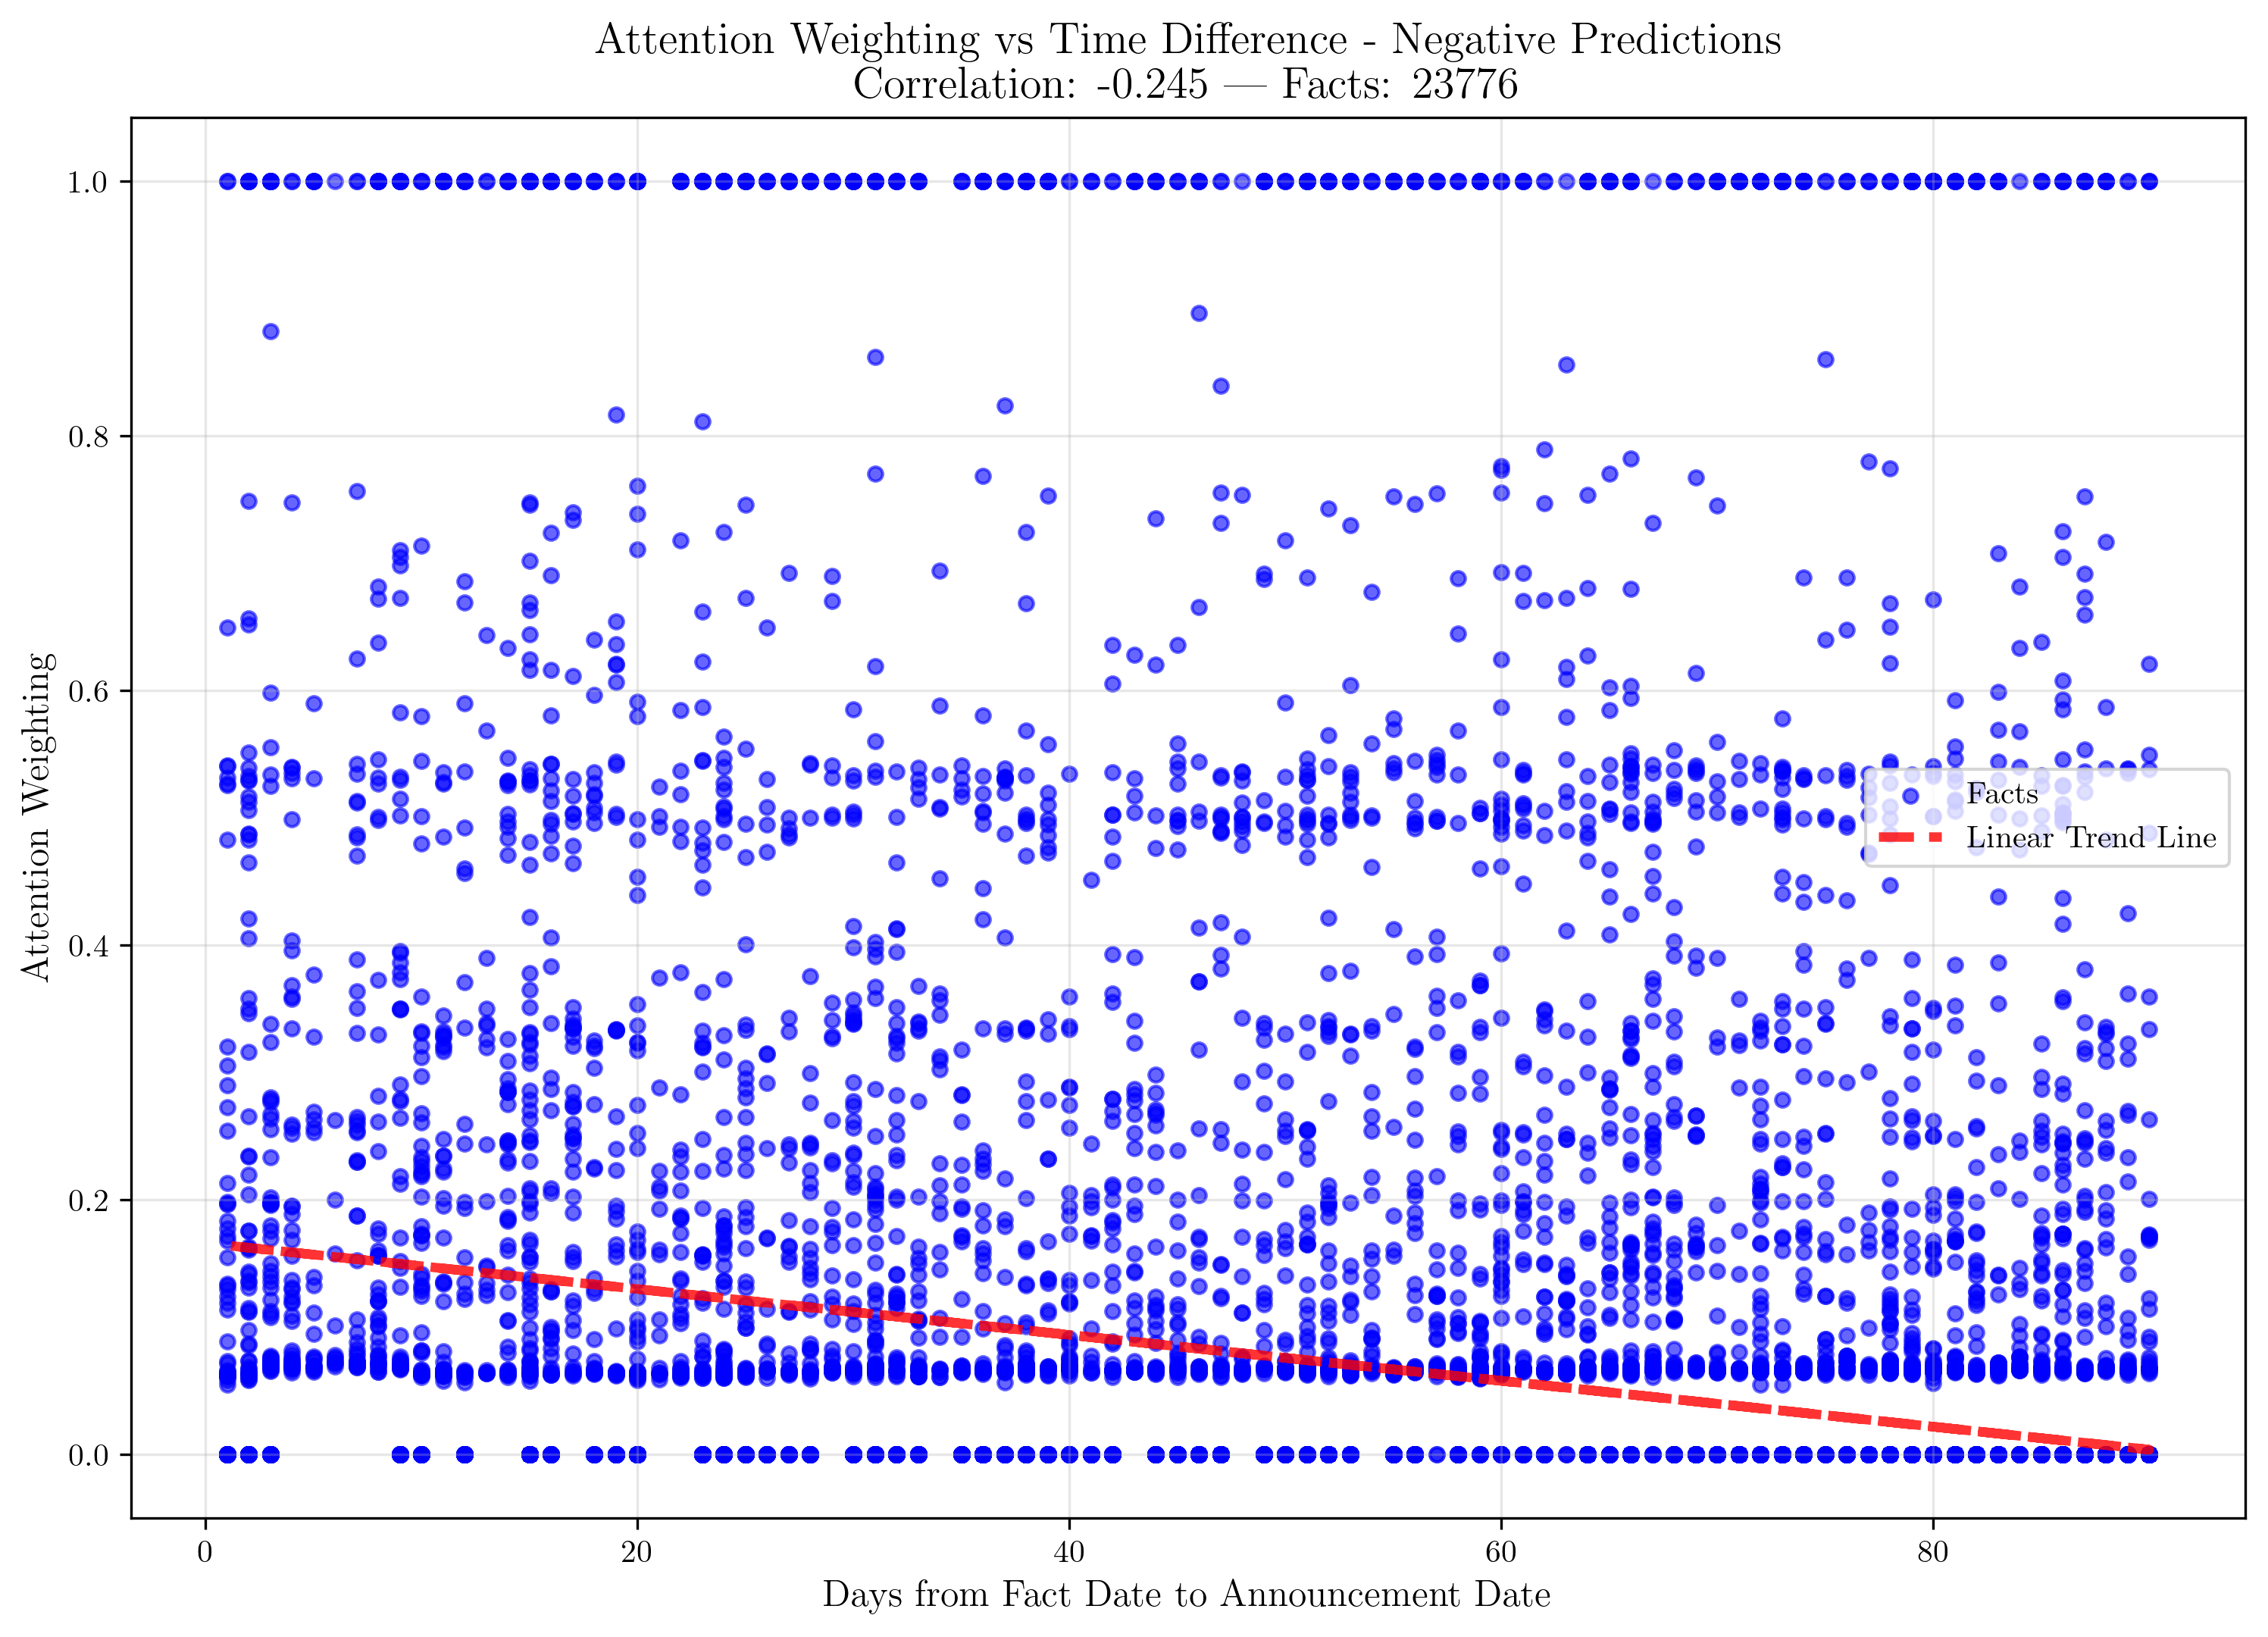 Attention Weighting vs Time Difference - Negative Predictions
Correlation: -0.245 — Facts: 23776
Attention Weighting
1.0
0.8
0.6
0.4
0.2
0.0
Facts
Linear Trend Line
0 20 40 60 80
Days from Fact Date to Announcement Date